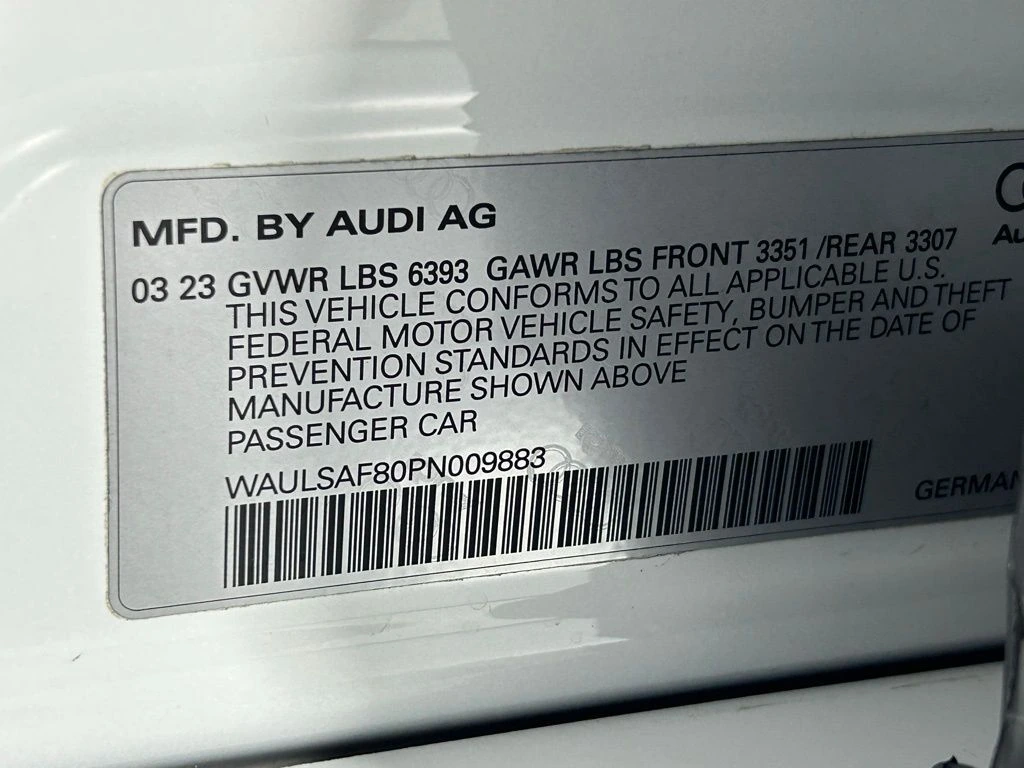 MFD. BY AUDI AG
03 23 GVWR LBS 6393 GAWR LBS FRONT 3351 /REAR 3307
THIS VEHICLE CONFORMS TO ALL APPLICABLE U.S.
FEDERAL MOTOR VEHICLE SAFETY, BUMPER AND THEFT
PREVENTION STANDARDS IN EFFECT ON THE DATE OF
MANUFACTURE SHOWN ABOVE
PASSENGER CAR
WAULSAF80PN009883